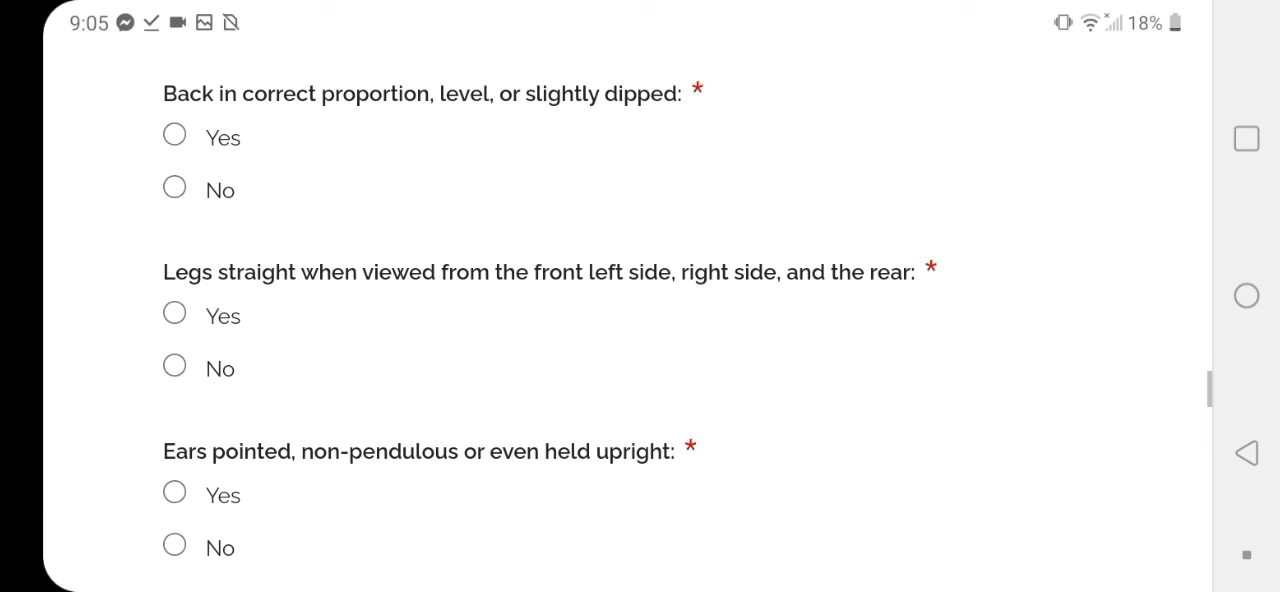 9:05 18%
Back in correct proportion, level, or slightly dipped: *
Yes
No
Legs straight when viewed from the front left side, right side, and the rear: *
Yes
No
Ears pointed, non-pendulous or even held upright: *
Yes
No